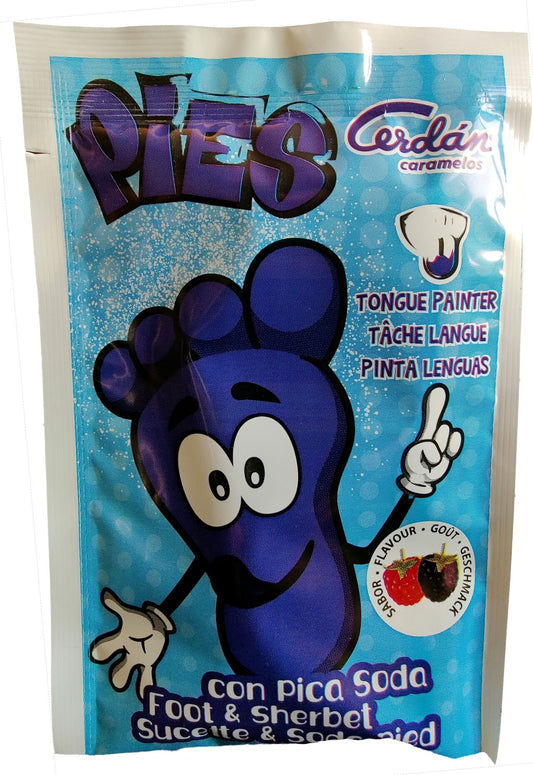 PIES
Cerdán
caramelos
TONGUE PAINTER
TÂCHE LANGUE
PINTA LENGUAS
SABOR · FLAVOUR · GOÛT · GESCHMACK
con pica Soda
Foot & Sherbet
Sucette & Soda pied